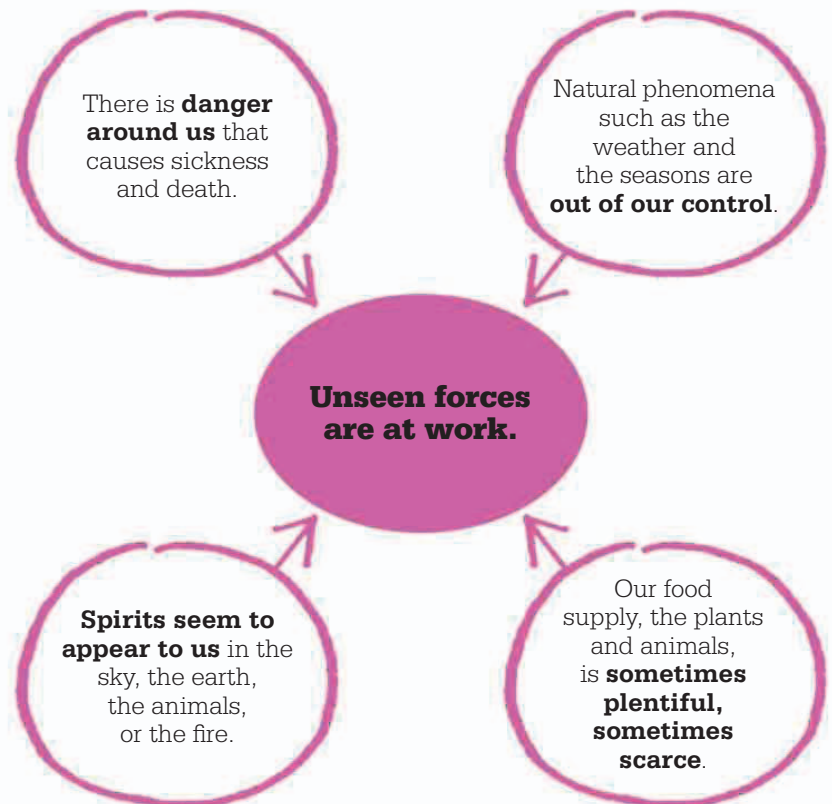 There is danger
around us that
causes sickness
and death.
Natural phenomena
such as the
weather and
the seasons are
out of our control.
Unseen forces
are at work.
Spirits seem to
appear to us in the
sky, the earth,
the animals,
or the fire.
Our food
supply, the plants
and animals,
is sometimes
plentiful,
sometimes
scarce.